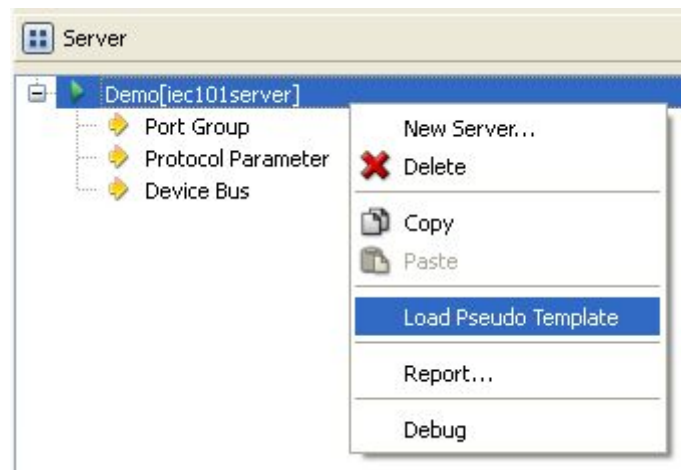 Server
Demo[iec101server]
Port Group
Protocol Parameter
Device Bus
New Server...
Delete
Copy
Paste
Load Pseudo Template
Report...
Debug